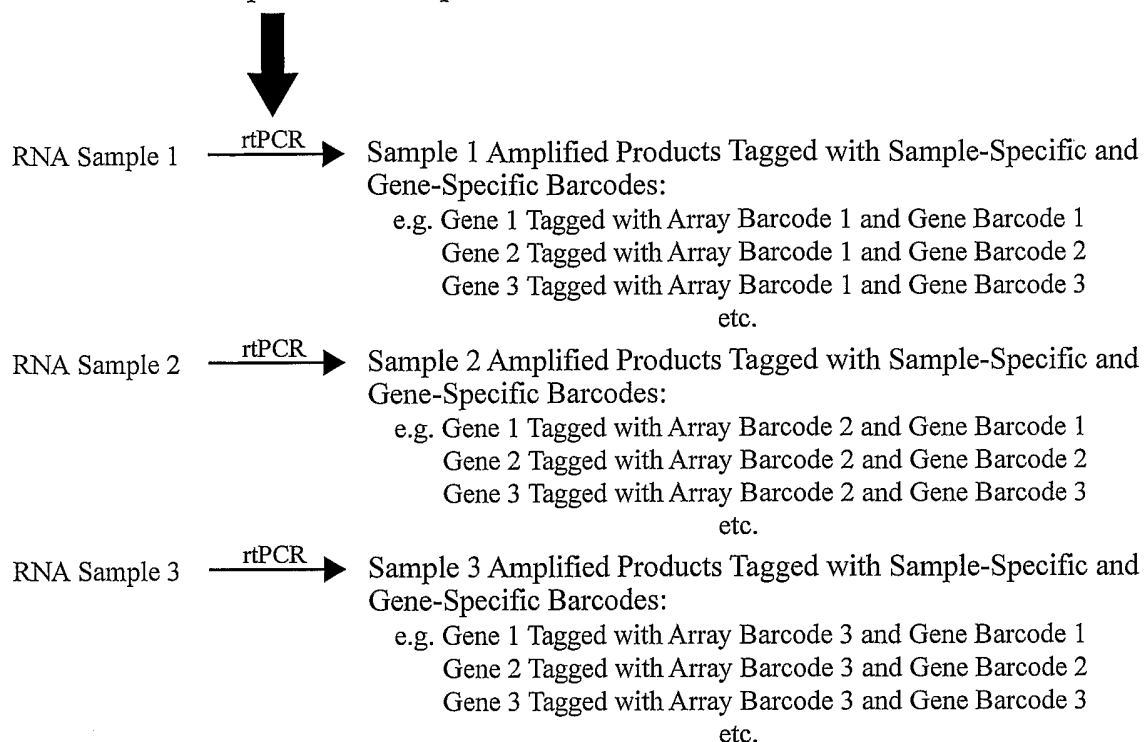 rtPCR
RNA Sample 1
Sample 1 Amplified Products Tagged with Sample-Specific and
Gene-Specific Barcodes:
e.g. Gene 1 Tagged with Array Barcode 1 and Gene Barcode 1
Gene 2 Tagged with Array Barcode 1 and Gene Barcode 2
Gene 3 Tagged with Array Barcode 1 and Gene Barcode 3
etc.
rtPCR
RNA Sample 2
Sample 2 Amplified Products Tagged with Sample-Specific and
Gene-Specific Barcodes:
e.g. Gene 1 Tagged with Array Barcode 2 and Gene Barcode 1
Gene 2 Tagged with Array Barcode 2 and Gene Barcode 2
Gene 3 Tagged with Array Barcode 2 and Gene Barcode 3
etc.
rtPCR
RNA Sample 3
Sample 3 Amplified Products Tagged with Sample-Specific and
Gene-Specific Barcodes:
e.g. Gene 1 Tagged with Array Barcode 3 and Gene Barcode 1
Gene 2 Tagged with Array Barcode 3 and Gene Barcode 2
Gene 3 Tagged with Array Barcode 3 and Gene Barcode 3
etc.